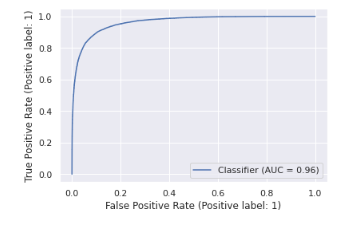 1.0
0.8
0.6
0.4
0.2
0.0
True Positive Rate (Positive label: 1)
Classifier (AUC = 0.96)
0.0 0.2 0.4 0.6 0.8 1.0
False Positive Rate (Positive label: 1)